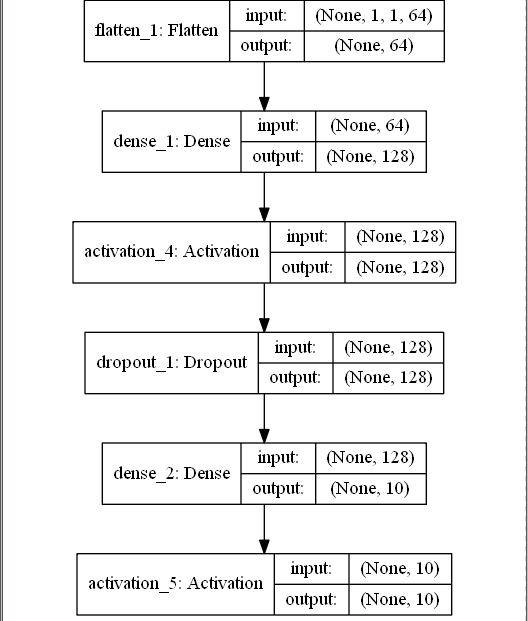 flatten_1: Flatten
input:
(None, 1, 1, 64)
output:
(None, 64)
dense_1: Dense
input:
(None, 64)
output:
(None, 128)
activation_4: Activation
input:
(None, 128)
output:
(None, 128)
dropout_1: Dropout
input:
(None, 128)
output:
(None, 128)
dense_2: Dense
input:
(None, 128)
output:
(None, 10)
activation_5: Activation
input:
(None, 10)
output:
(None, 10)